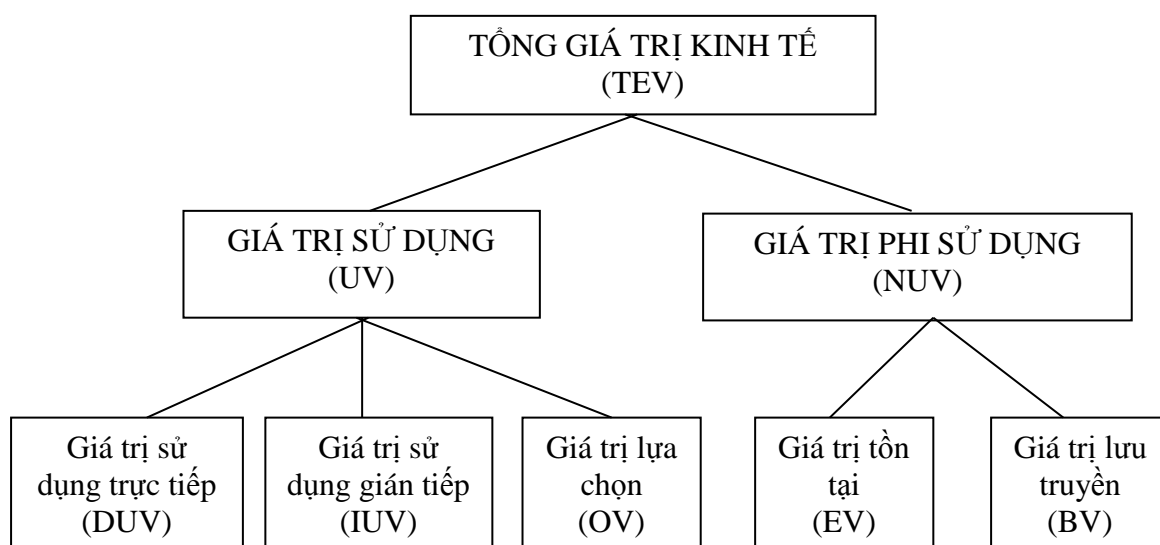 TỔNG GIÁ TRỊ KINH TẾ
(TEV)
GIÁ TRỊ SỬ DỤNG
(UV)
GIÁ TRỊ PHI SỬ DỤNG
(NUV)
Giá trị sử
dụng trực tiếp
(DUV)
Giá trị sử
dụng gián tiếp
(IUV)
Giá trị lựa
chọn
(OV)
Giá trị tồn
tại
(EV)
Giá trị lưu
truyền
(BV)